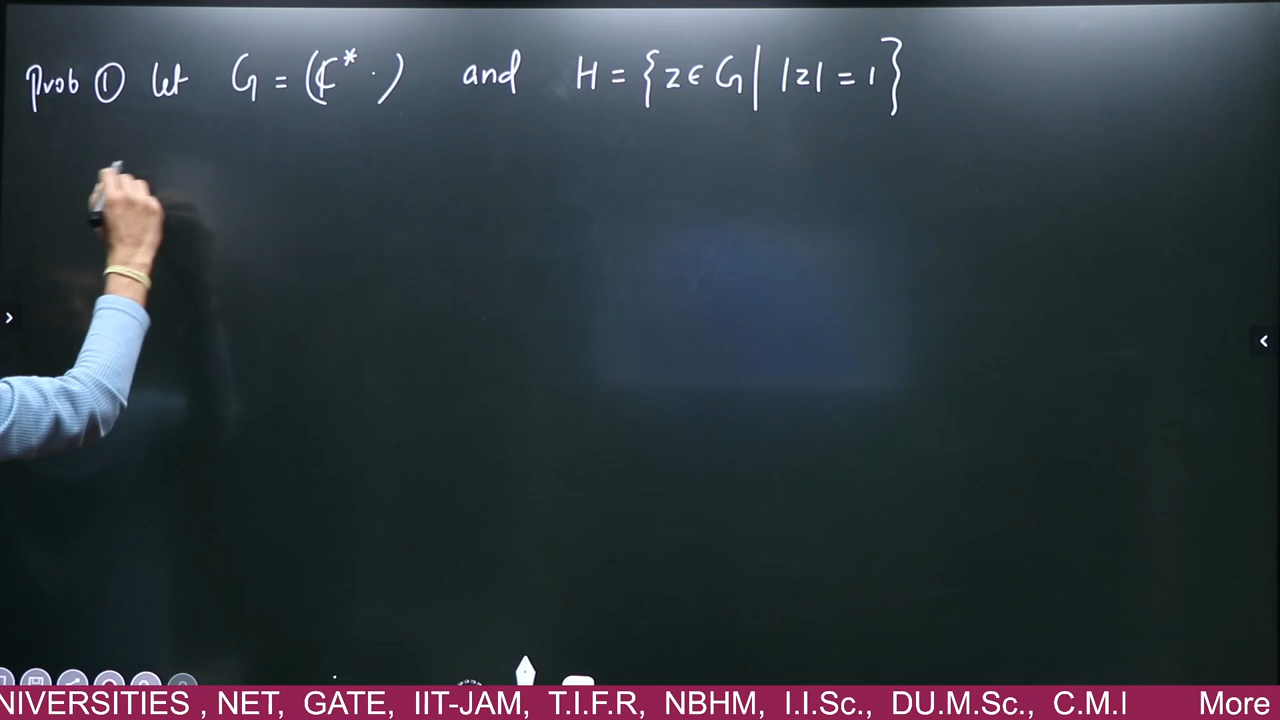 Prob ① Let G = (ℂ* ·) and H = {z ∈ G | |z| = 1}
NIVERSITIES , NET, GATE, IIT-JAM, T.I.F.R, NBHM, I.I.Sc., DU.M.Sc., C.M.I More